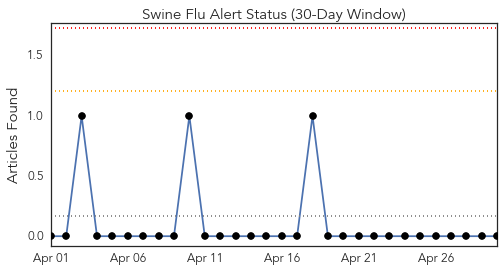 Swine Flu Alert Status (30-Day Window)
Articles Found
1.5
1.0
0.5
0.0
Apr 01 Apr 06 Apr 11 Apr 16 Apr 21 Apr 26